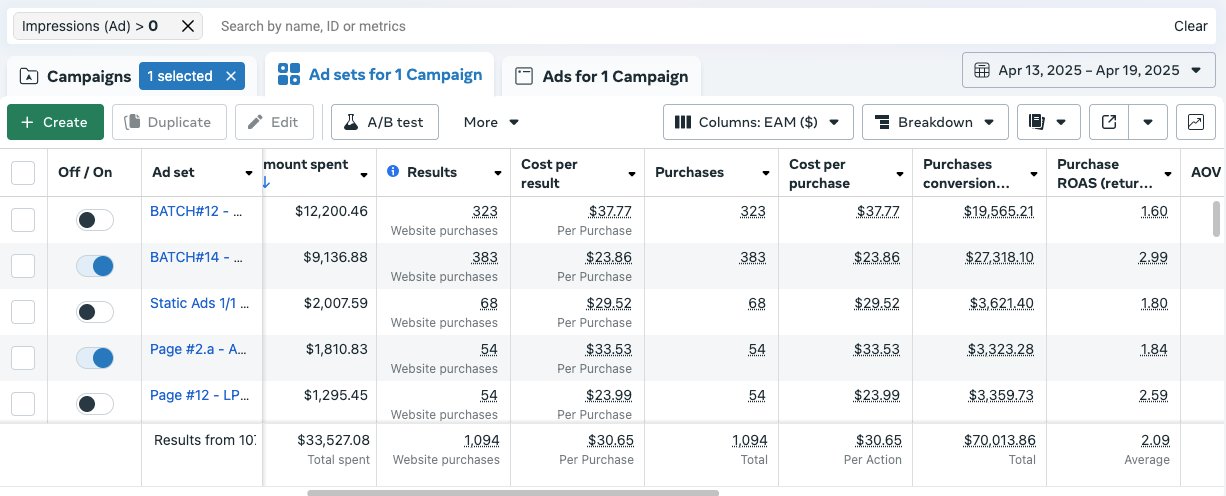 Impressions (Ad) > 0 Search by name, ID or metrics Clear
Campaigns 1 selected Ad sets for 1 Campaign Ads for 1 Campaign Apr 13, 2025 – Apr 19, 2025
Create Duplicate Edit A/B test More Columns: EAM ($) Breakdown
Off / On Ad set mount spent Results Cost per result Purchases Cost per purchase Purchases conversion... Purchase ROAS (retur... AOV
BATCH#12 - ... $12,200.46 323 $37.77 323 $37.77 $19,565.21 1.60
Website purchases Per Purchase
BATCH#14 - ... $9,136.88 383 $23.86 383 $23.86 $27,318.10 2.99
Website purchases Per Purchase
Static Ads 1/1 ... $2,007.59 68 $29.52 68 $29.52 $3,621.40 1.80
Website purchases Per Purchase
Page #2.a - A... $1,810.83 54 $33.53 54 $33.53 $3,323.28 1.84
Website purchases Per Purchase
Page #12 - LP... $1,295.45 54 $23.99 54 $23.99 $3,359.73 2.59
Website purchases Per Purchase
Results from $33,527.08 1,094 $30.65 1,094 $30.65 $70,013.86 2.09
Total spent Website purchases Per Purchase Total Per Action Total Average